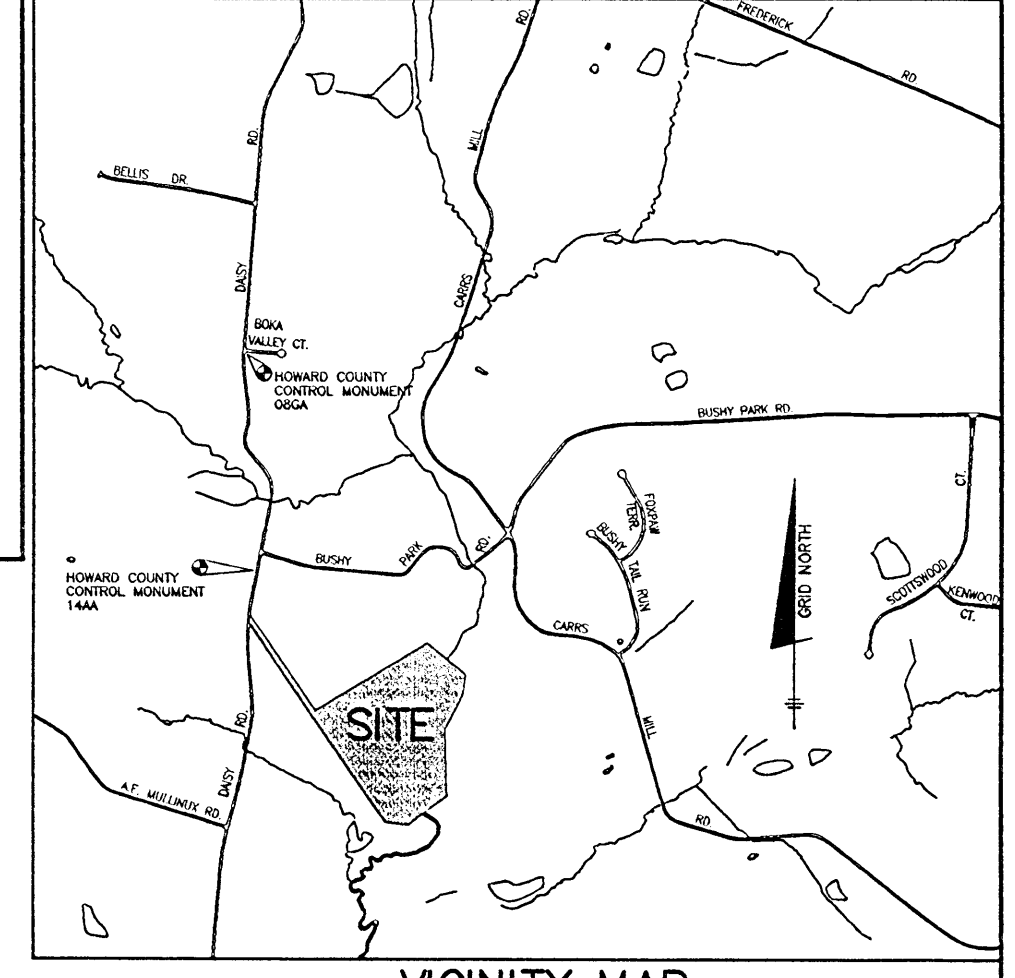 FREDERICK
RD.
RD.
RD.
MILL
BELLIS DR.
DAISY
CARRS
BOKA
VALLEY CT.
HOWARD COUNTY
CONTROL MONUMENT
08GA
BUSHY PARK RD.
CT.
FOXPAW
TERR.
BUSHY
TAIL RUN
GRID NORTH
BUSHY
PARK
RD.
HOWARD COUNTY
CONTROL MONUMENT
14AA
SCOTTSWOOD
KENWOOD
CT.
CARRS
SITE
RD.
DAISY
MILL
A.F. MULLINUX RD.
RD.
VICINITY MAP